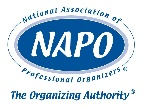 National Association of
NAPO
®
Professional Organizers
The Organizing Authority®